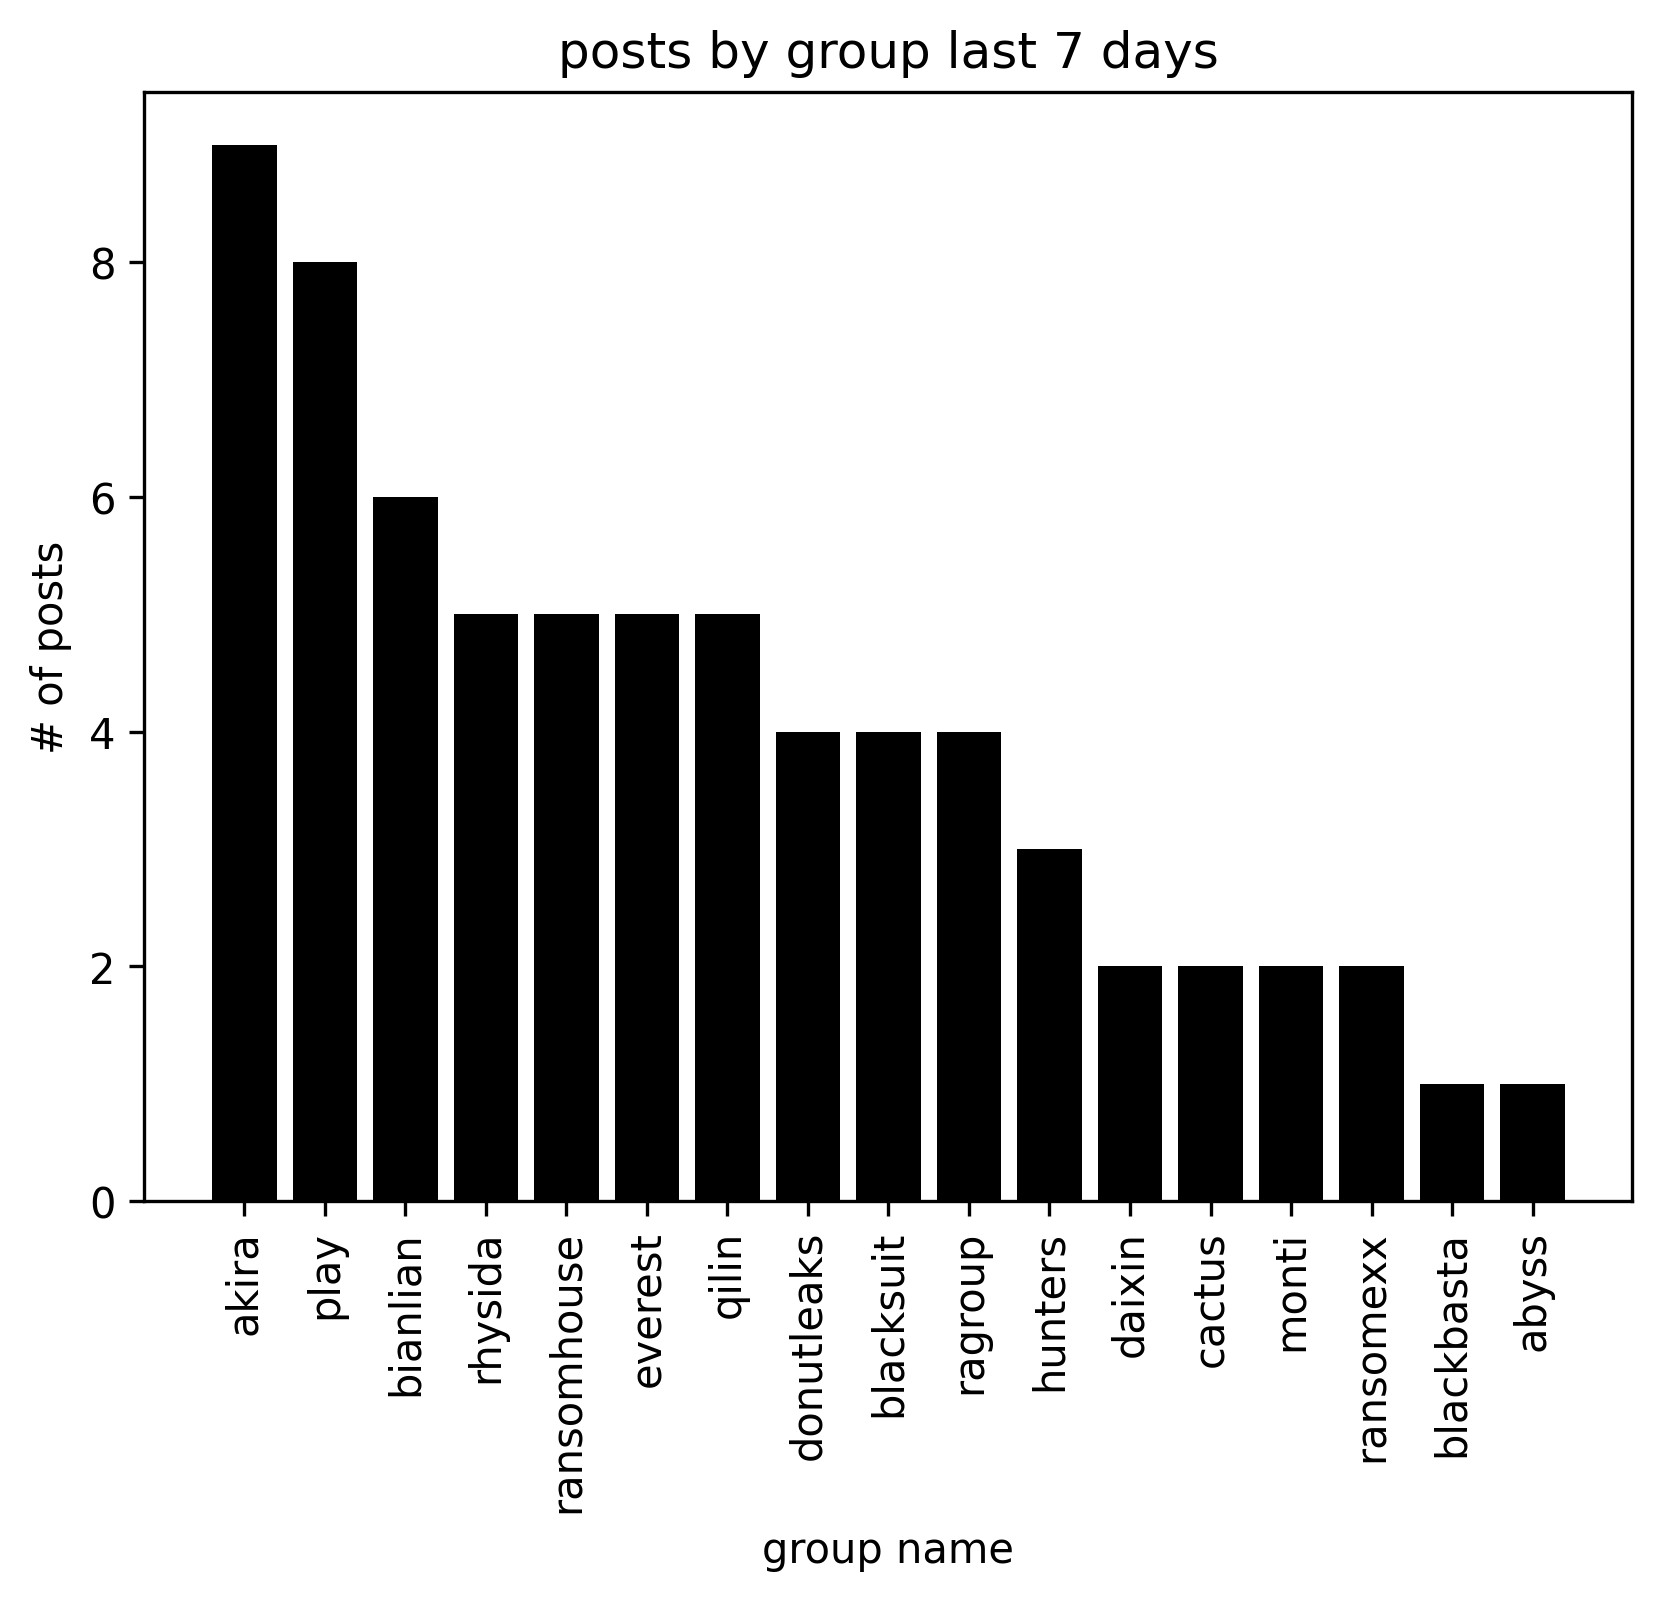 posts by group last 7 days
# of posts
8
6
4
2
0
akira
play
bianlian
rhysida
ransomhouse
everest
qilin
donutleaks
blacksuit
ragroup
hunters
daixin
cactus
monti
ransomexx
blackbasta
abyss
group name